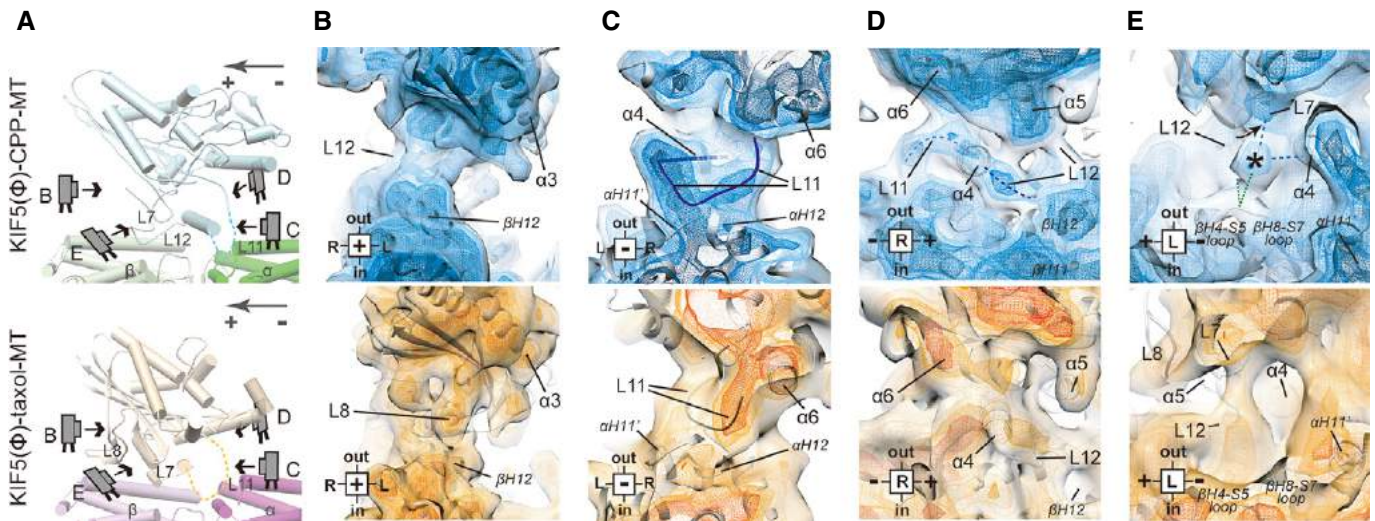 A
B
C
D
E
KIF5(Φ)-CPP-MT
+ -
B
D
C
E
L7
L12
L11
β
α
L12
α3
βH12
out
R + L
in
α4
α6
L11
αH11'
αH12
out
L - R
in
α6
α5
L11
α4
L12
βH12
βH11'
out
- R +
in
L12
L7
*
α4
βH4-S5
loop
βH8-S7
loop
αH11'
out
+ L -
in
KIF5(Φ)-taxol-MT
+ -
B
D
C
E
L8
L7
L11
β
α
L8
α3
βH12
out
R + L
in
L11
α6
αH11'
αH12
out
L - R
in
α6
α5
α4
L12
βH12
out
- R +
in
L8
L7
α5
α4
L12
αH11'
βH4-S5
loop
βH8-S7
loop
out
+ L -
in